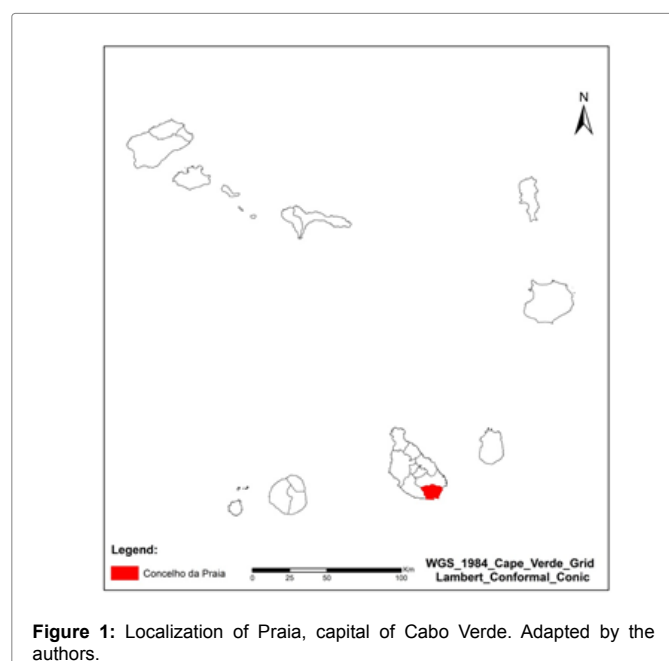 N
Legend:
Concelho da Praia
0 25 50 100 Km
WGS_1984_Cape_Verde_Grid
Lambert_Conformal_Conic
Figure 1: Localization of Praia, capital of Cabo Verde. Adapted by the
authors.